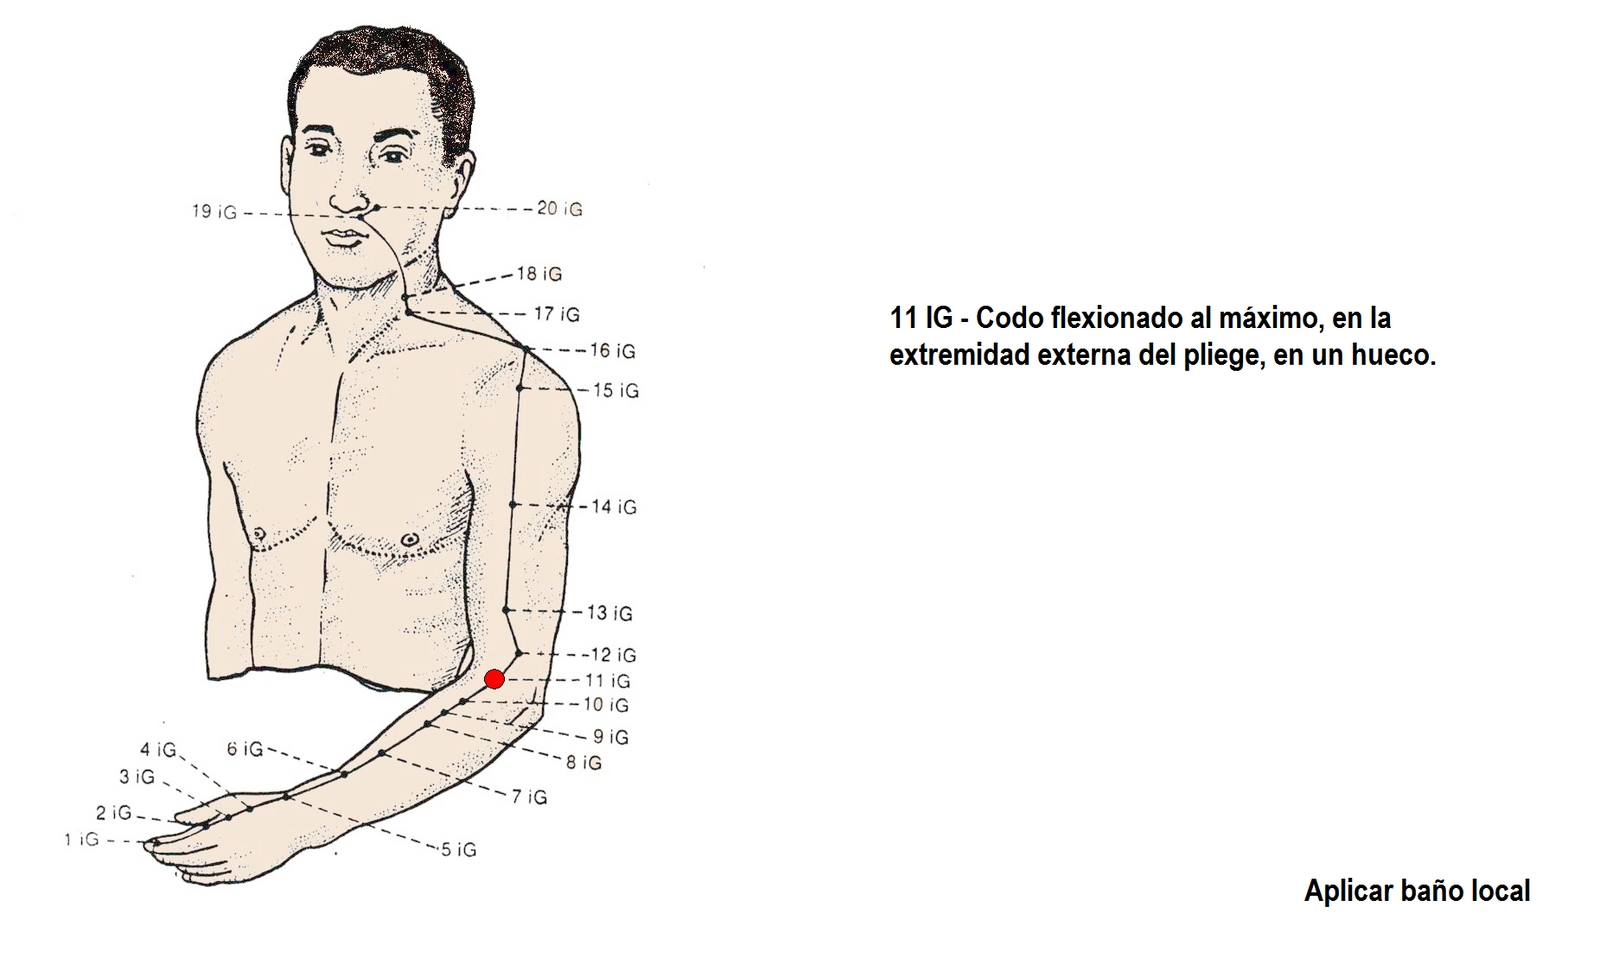 19 iG
20 iG
18 iG
17 iG
16 iG
15 iG
14 iG
13 iG
12 iG
11 iG
10 iG
9 iG
8 iG
7 iG
6 iG
5 iG
4 iG
3 iG
2 iG
1 iG
11 IG - Codo flexionado al máximo, en la
extremidad externa del pliege, en un hueco.
Aplicar baño local